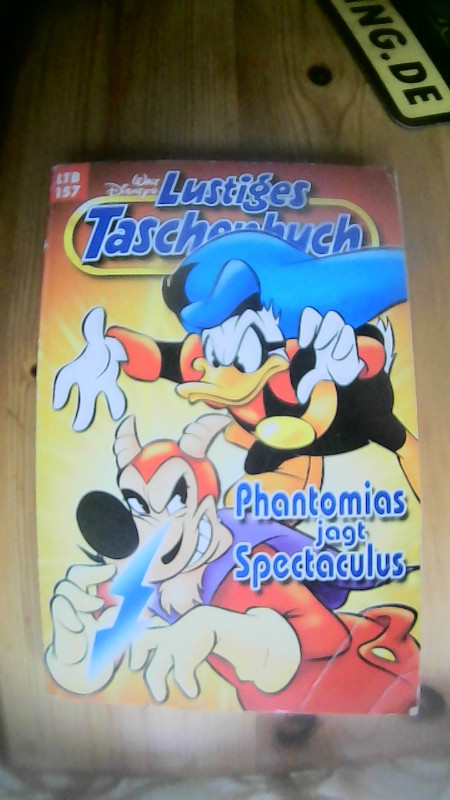 NG.DE
LTB
157
Walt
Disney's
Lustiges
Taschenbuch
Phantomias
jagt
Spectaculus